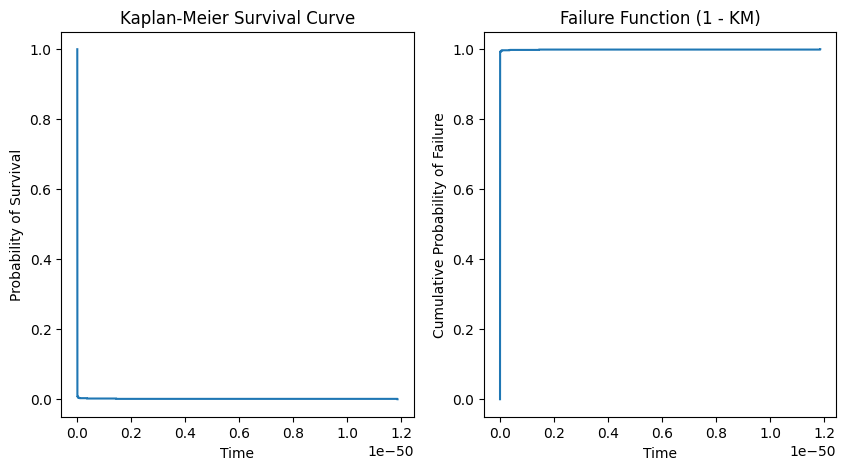 Kaplan-Meier Survival Curve
Probability of Survival
1.0
0.8
0.6
0.4
0.2
0.0
0.0 0.2 0.4 0.6 0.8 1.0 1.2
1e−50
Time
Failure Function (1 - KM)
Cumulative Probability of Failure
1.0
0.8
0.6
0.4
0.2
0.0
0.0 0.2 0.4 0.6 0.8 1.0 1.2
1e−50
Time